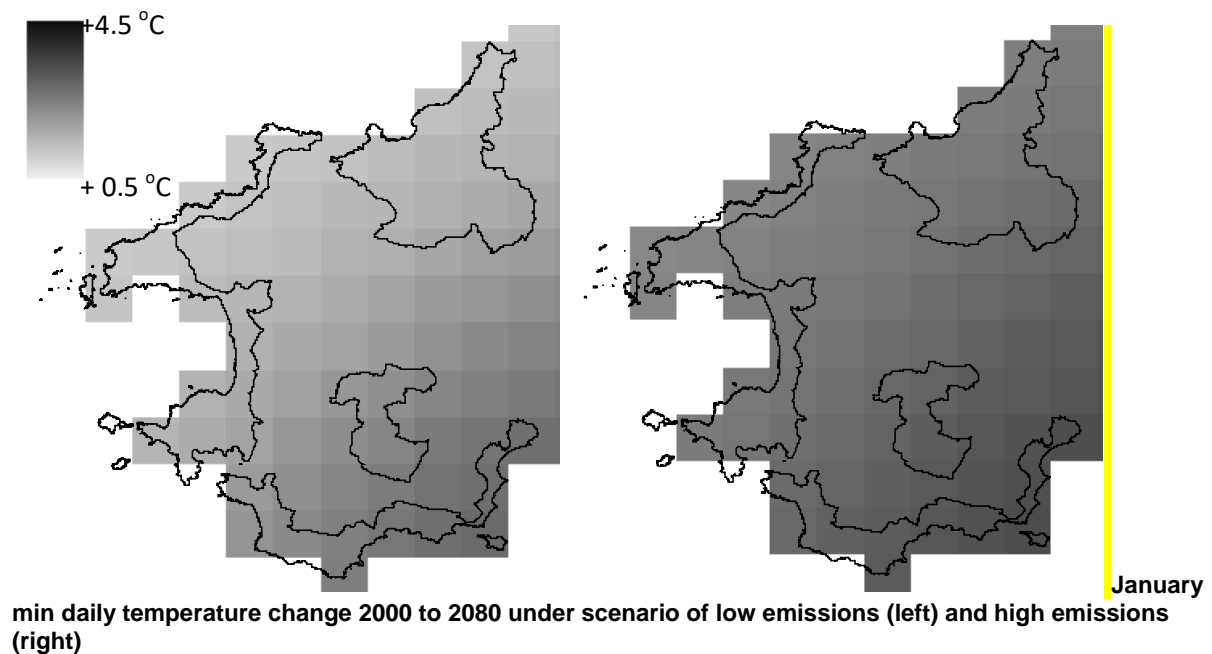 +4.5 °C
+ 0.5 °C
January
min daily temperature change 2000 to 2080 under scenario of low emissions (left) and high emissions
(right)